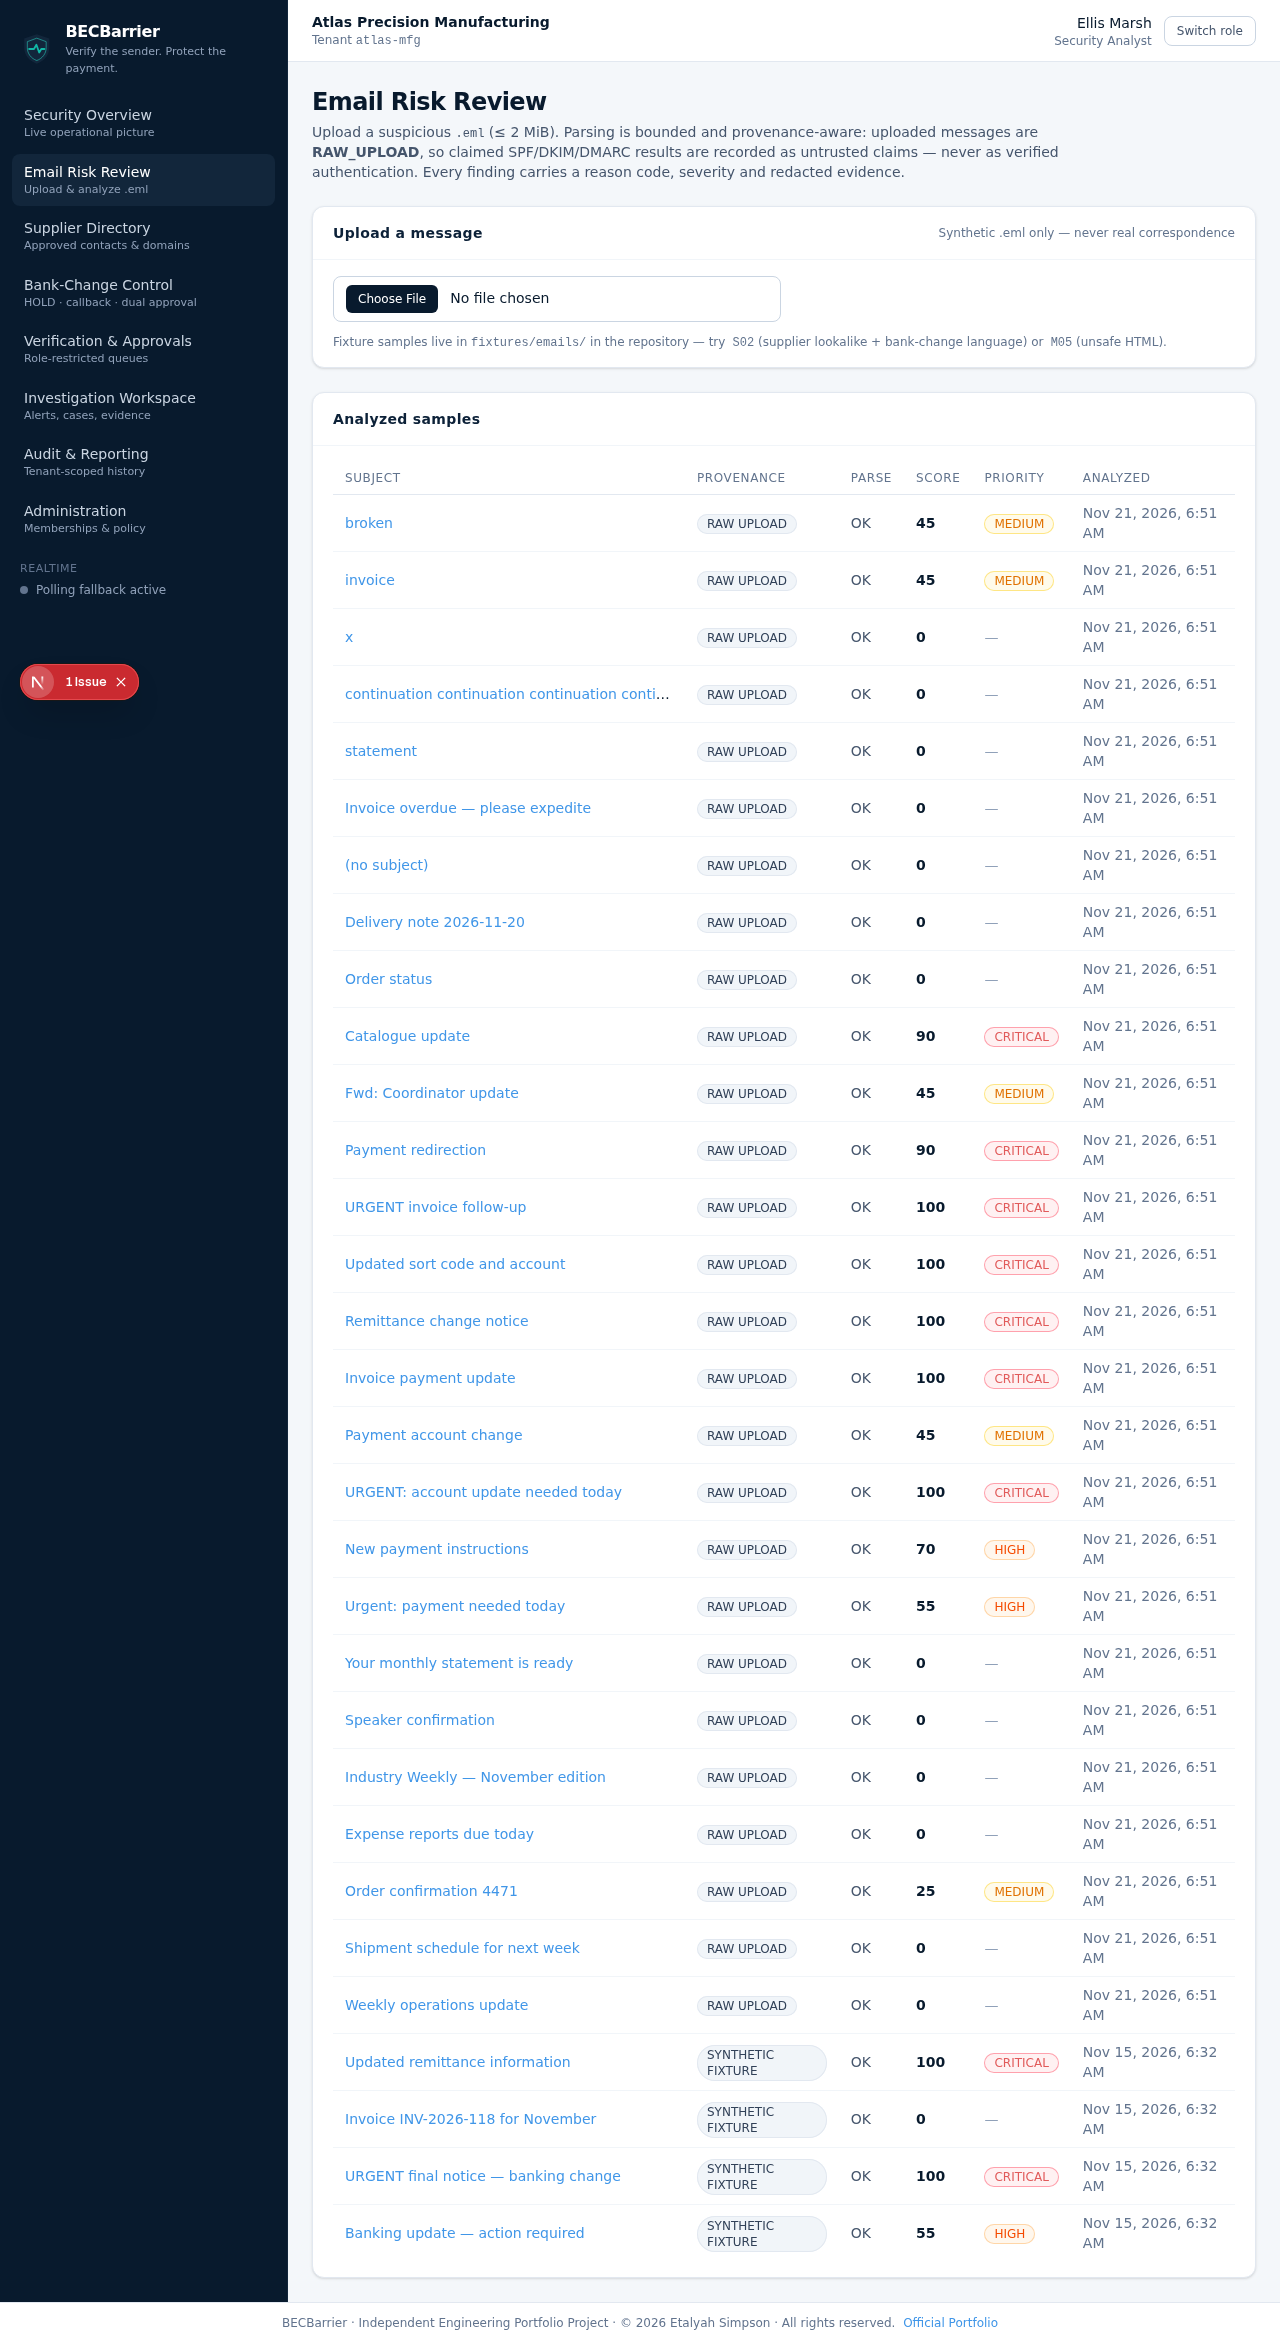 BECBarrier
Verify the sender. Protect the
payment.
Security Overview
Live operational picture
Email Risk Review
Upload & analyze .eml
Supplier Directory
Approved contacts & domains
Bank-Change Control
HOLD · callback · dual approval
Verification & Approvals
Role-restricted queues
Investigation Workspace
Alerts, cases, evidence
Audit & Reporting
Tenant-scoped history
Administration
Memberships & policy
REALTIME
Polling fallback active
1 Issue
Atlas Precision Manufacturing
Tenant atlas-mfg
Ellis Marsh
Security Analyst
Switch role
Email Risk Review
Upload a suspicious .eml (≤ 2 MiB). Parsing is bounded and provenance-aware: uploaded messages are
RAW_UPLOAD, so claimed SPF/DKIM/DMARC results are recorded as untrusted claims — never as verified
authentication. Every finding carries a reason code, severity and redacted evidence.
Upload a message
Synthetic .eml only — never real correspondence
Choose File No file chosen
Fixture samples live in fixtures/emails/ in the repository — try S02 (supplier lookalike + bank-change language) or M05 (unsafe HTML).
Analyzed samples
SUBJECT PROVENANCE PARSE SCORE PRIORITY ANALYZED
broken RAW UPLOAD OK 45 MEDIUM Nov 21, 2026, 6:51 AM
invoice RAW UPLOAD OK 45 MEDIUM Nov 21, 2026, 6:51 AM
x RAW UPLOAD OK 0 — Nov 21, 2026, 6:51 AM
continuation continuation continuation conti... RAW UPLOAD OK 0 — Nov 21, 2026, 6:51 AM
statement RAW UPLOAD OK 0 — Nov 21, 2026, 6:51 AM
Invoice overdue — please expedite RAW UPLOAD OK 0 — Nov 21, 2026, 6:51 AM
(no subject) RAW UPLOAD OK 0 — Nov 21, 2026, 6:51 AM
Delivery note 2026-11-20 RAW UPLOAD OK 0 — Nov 21, 2026, 6:51 AM
Order status RAW UPLOAD OK 0 — Nov 21, 2026, 6:51 AM
Catalogue update RAW UPLOAD OK 90 CRITICAL Nov 21, 2026, 6:51 AM
Fwd: Coordinator update RAW UPLOAD OK 45 MEDIUM Nov 21, 2026, 6:51 AM
Payment redirection RAW UPLOAD OK 90 CRITICAL Nov 21, 2026, 6:51 AM
URGENT invoice follow-up RAW UPLOAD OK 100 CRITICAL Nov 21, 2026, 6:51 AM
Updated sort code and account RAW UPLOAD OK 100 CRITICAL Nov 21, 2026, 6:51 AM
Remittance change notice RAW UPLOAD OK 100 CRITICAL Nov 21, 2026, 6:51 AM
Invoice payment update RAW UPLOAD OK 100 CRITICAL Nov 21, 2026, 6:51 AM
Payment account change RAW UPLOAD OK 45 MEDIUM Nov 21, 2026, 6:51 AM
URGENT: account update needed today RAW UPLOAD OK 100 CRITICAL Nov 21, 2026, 6:51 AM
New payment instructions RAW UPLOAD OK 70 HIGH Nov 21, 2026, 6:51 AM
Urgent: payment needed today RAW UPLOAD OK 55 HIGH Nov 21, 2026, 6:51 AM
Your monthly statement is ready RAW UPLOAD OK 0 — Nov 21, 2026, 6:51 AM
Speaker confirmation RAW UPLOAD OK 0 — Nov 21, 2026, 6:51 AM
Industry Weekly — November edition RAW UPLOAD OK 0 — Nov 21, 2026, 6:51 AM
Expense reports due today RAW UPLOAD OK 0 — Nov 21, 2026, 6:51 AM
Order confirmation 4471 RAW UPLOAD OK 25 MEDIUM Nov 21, 2026, 6:51 AM
Shipment schedule for next week RAW UPLOAD OK 0 — Nov 21, 2026, 6:51 AM
Weekly operations update RAW UPLOAD OK 0 — Nov 21, 2026, 6:51 AM
Updated remittance information SYNTHETIC FIXTURE OK 100 CRITICAL Nov 15, 2026, 6:32 AM
Invoice INV-2026-118 for November SYNTHETIC FIXTURE OK 0 — Nov 15, 2026, 6:32 AM
URGENT final notice — banking change SYNTHETIC FIXTURE OK 100 CRITICAL Nov 15, 2026, 6:32 AM
Banking update — action required SYNTHETIC FIXTURE OK 55 HIGH Nov 15, 2026, 6:32 AM
BECBarrier · Independent Engineering Portfolio Project · © 2026 Etalyah Simpson · All rights reserved. Official Portfolio